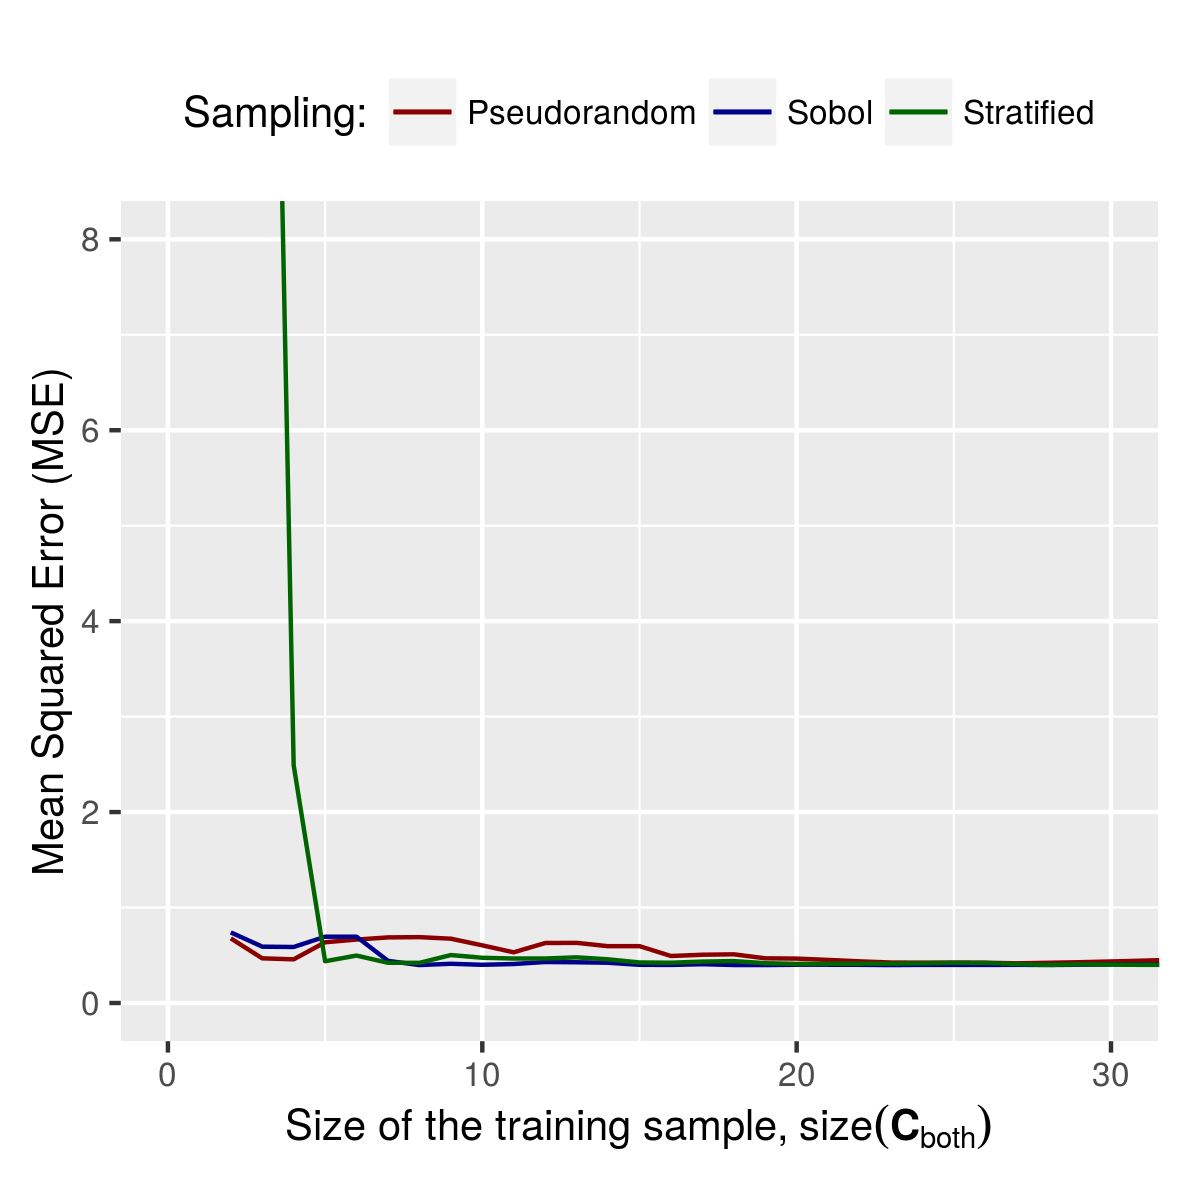 Sampling: Pseudorandom Sobol Stratified
8
6
4
2
0
Mean Squared Error (MSE)
0 10 20 30
Size of the training sample, size(C_both)